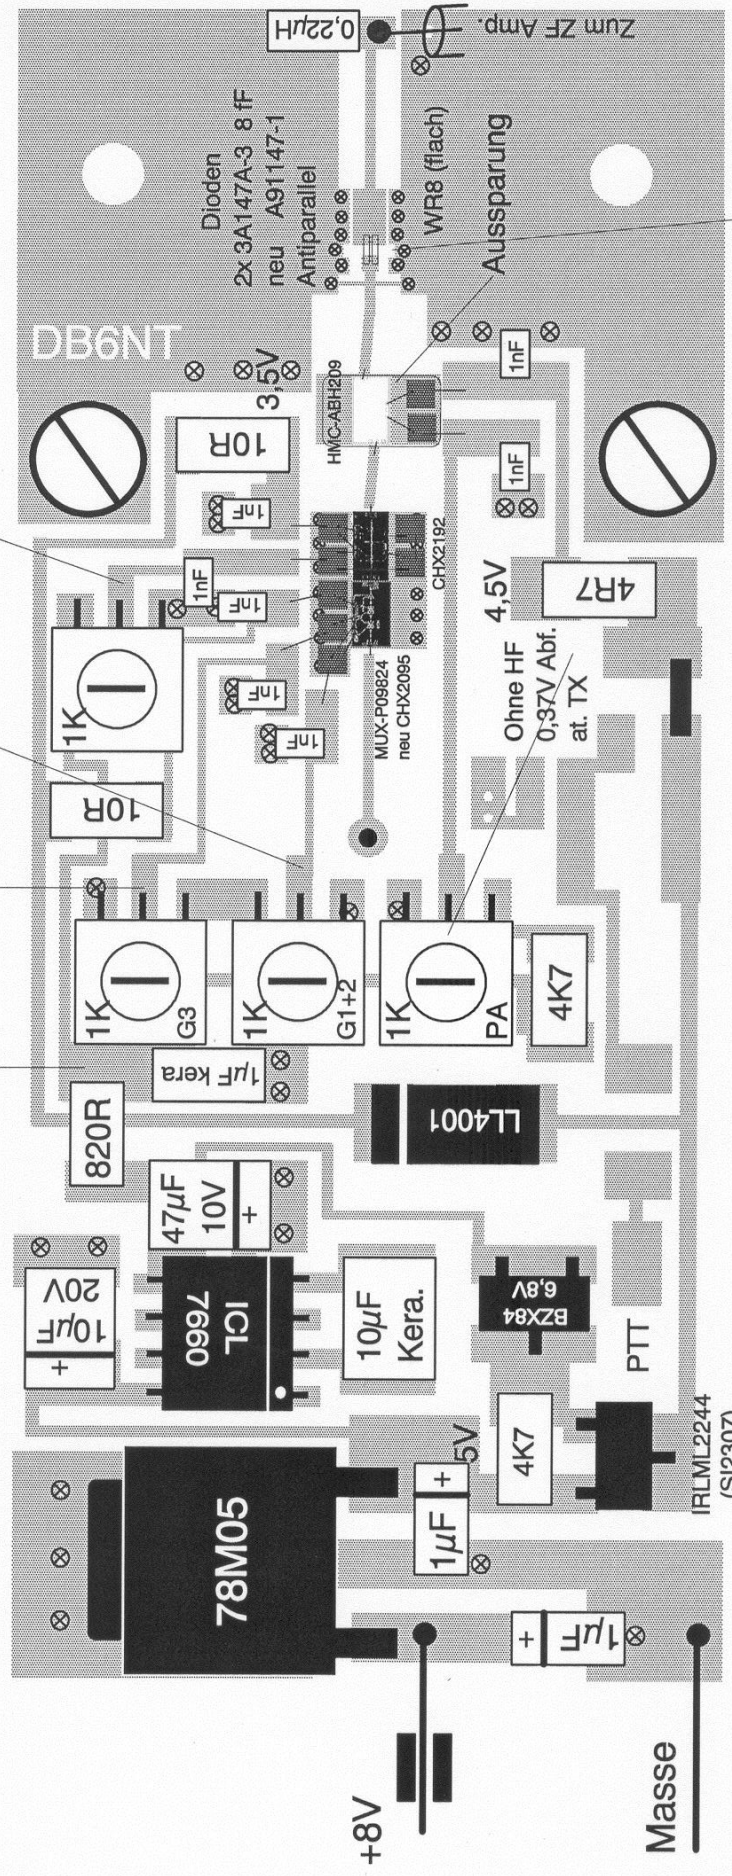 0,22µH
Zum ZF Amp.
Dioden
2x 3A147A-3 8 fF
neu A91147-1
Antiparallel
WR8 (flach)
Aussparung
DB6NT
3,5V
HMC-ABH209
10R
1nF
1nF
1nF
1nF
1nF
1nF
1nF
CHX2192
4,5V
4R7
1K
MUX-P09824
neu CHX2095
Ohne HF
0,37V Abf.
at. TX
10R
1K
G3
1K
G1+2
1K
PA
4K7
1µF kera
820R
LL4001
47µF
10V
+
10µF
20V
+
ICL
7660
10µF
Kera.
BZX84
6,8V
PTT
78M05
5V
1µF
+
4K7
IRLML2244
(SI2307)
1µF
+
+8V
Masse